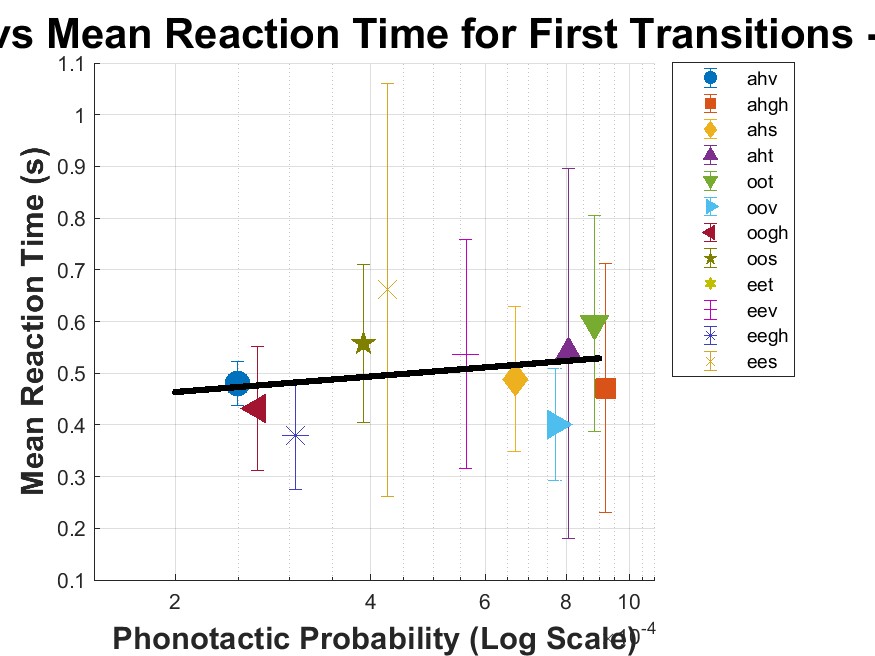 vs Mean Reaction Time for First Transitions -
1.1
1
0.9
0.8
0.7
0.6
0.5
0.4
0.3
0.2
0.1
Mean Reaction Time (s)
2 4 6 8 10
Phonotactic Probability (Log Scale)
×10-4
ahv
ahgh
ahs
aht
oot
oov
oogh
oos
eet
eev
eegh
ees